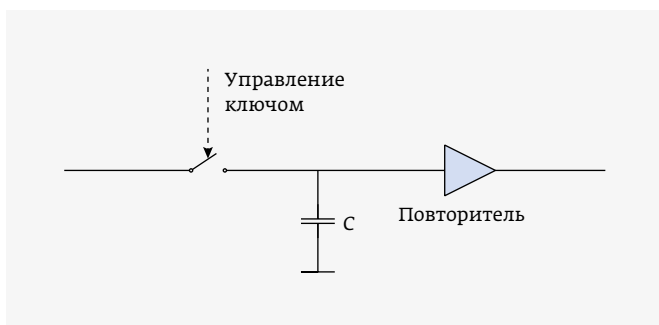 Управление
ключом
C
Повторитель